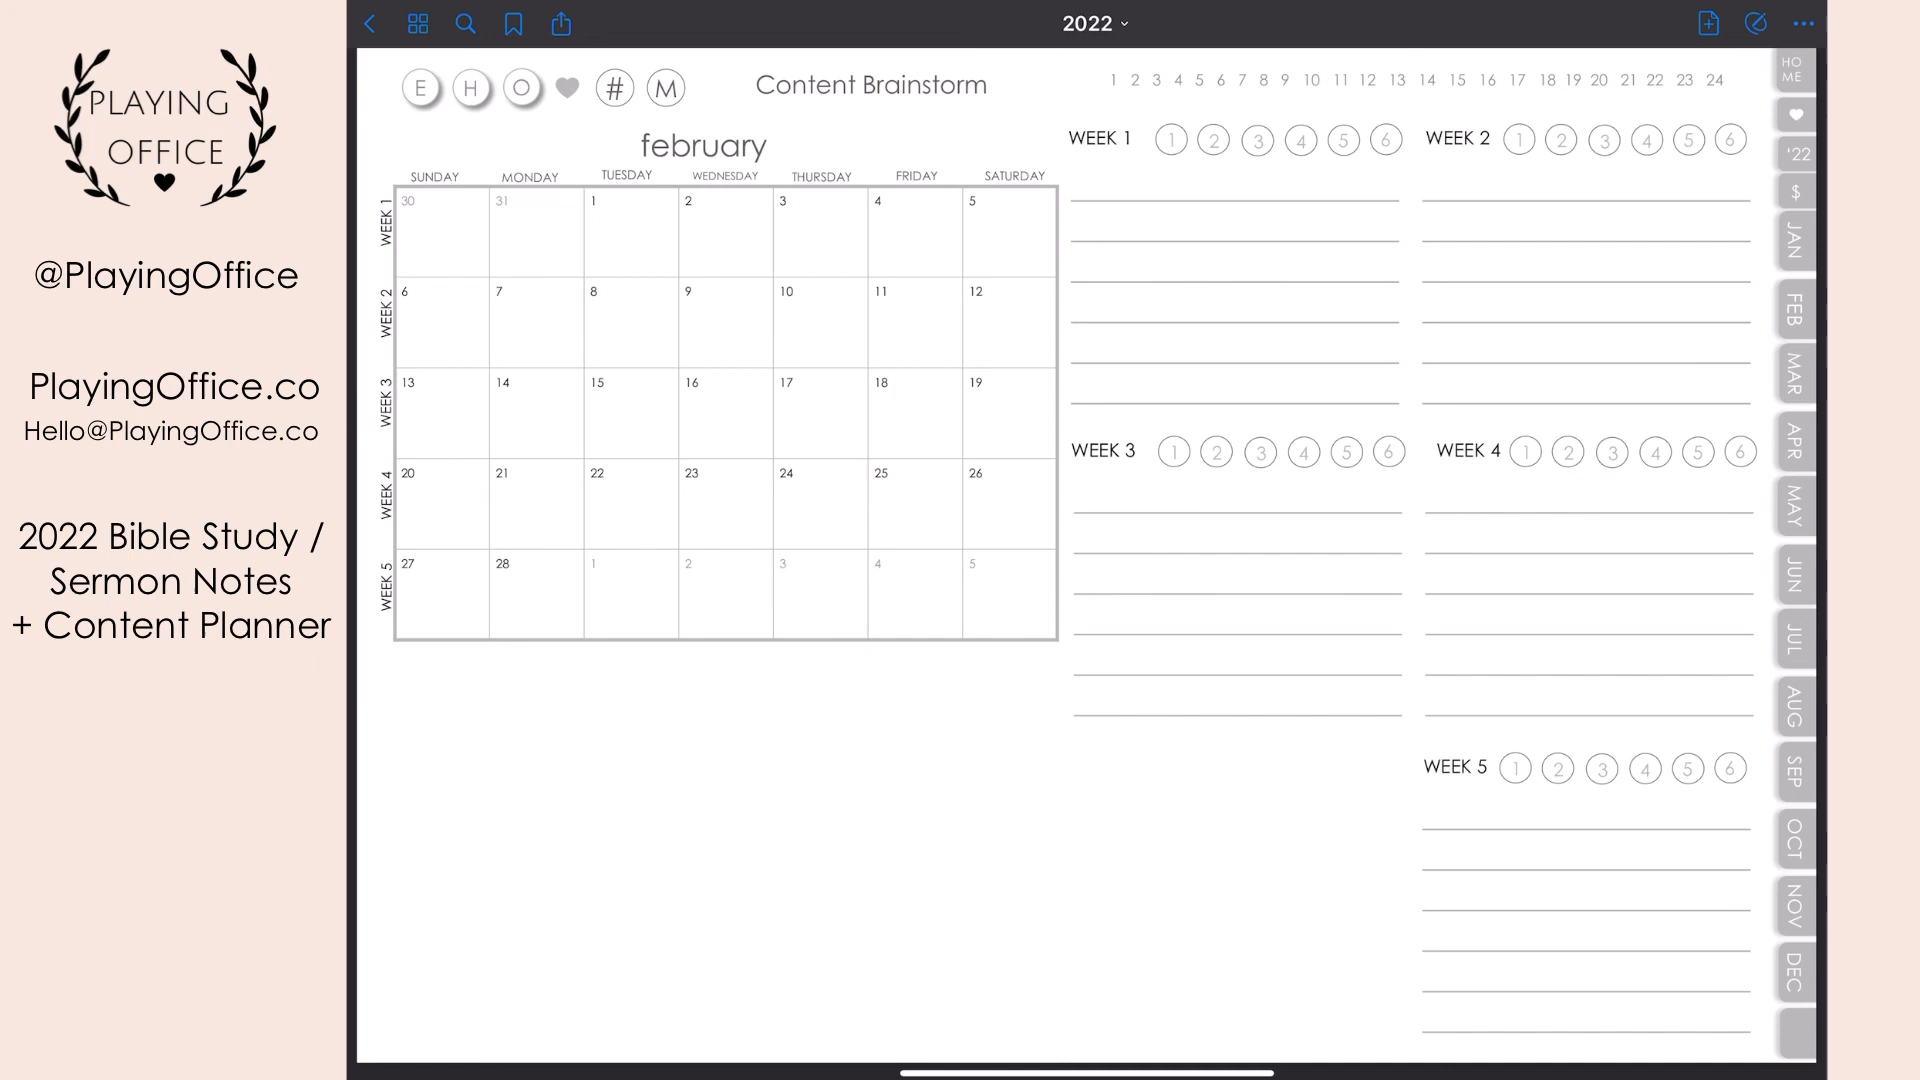 PLAYING
OFFICE
@PlayingOffice
PlayingOffice.co
Hello@PlayingOffice.co
2022 Bible Study /
Sermon Notes
+ Content Planner
2022
E H O # M
Content Brainstorm
1 2 3 4 5 6 7 8 9 10 11 12 13 14 15 16 17 18 19 20 21 22 23 24
february
SUNDAY MONDAY TUESDAY WEDNESDAY THURSDAY FRIDAY SATURDAY
WEEK 1 30 31 1 2 3 4 5
WEEK 2 6 7 8 9 10 11 12
WEEK 3 13 14 15 16 17 18 19
WEEK 4 20 21 22 23 24 25 26
WEEK 5 27 28 1 2 3 4 5
WEEK 1 1 2 3 4 5 6
WEEK 2 1 2 3 4 5 6
WEEK 3 1 2 3 4 5 6
WEEK 4 1 2 3 4 5 6
WEEK 5 1 2 3 4 5 6
HO
ME
'22
$
JAN
FEB
MAR
APR
MAY
JUN
JUL
AUG
SEP
OCT
NOV
DEC